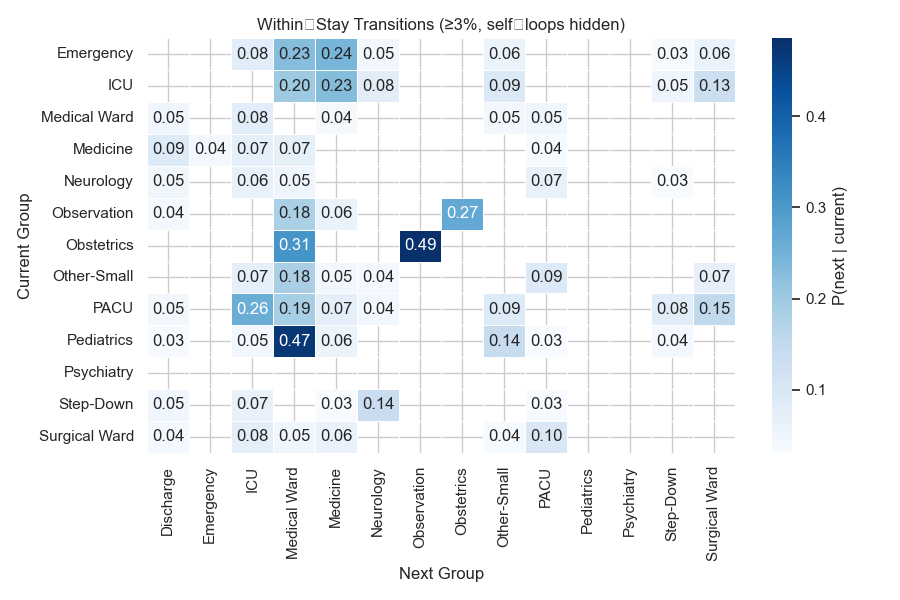 Within□Stay Transitions (≥3%, self□loops hidden)
Current Group
Emergency 0.08 0.23 0.24 0.05 0.06 0.03 0.06
ICU 0.20 0.23 0.08 0.09 0.05 0.13
Medical Ward 0.05 0.08 0.04 0.05 0.05
Medicine 0.09 0.04 0.07 0.07 0.04
Neurology 0.05 0.06 0.05 0.07 0.03
Observation 0.04 0.18 0.06 0.27
Obstetrics 0.31 0.49
Other-Small 0.07 0.18 0.05 0.04 0.09 0.07
PACU 0.05 0.26 0.19 0.07 0.04 0.09 0.08 0.15
Pediatrics 0.03 0.05 0.47 0.06 0.14 0.03 0.04
Psychiatry
Step-Down 0.05 0.07 0.03 0.14 0.03
Surgical Ward 0.04 0.08 0.05 0.06 0.04 0.10
Discharge
Emergency
ICU
Medical Ward
Medicine
Neurology
Observation
Obstetrics
Other-Small
PACU
Pediatrics
Psychiatry
Step-Down
Surgical Ward
Next Group
0.4
0.3
0.2
0.1
P(next | current)